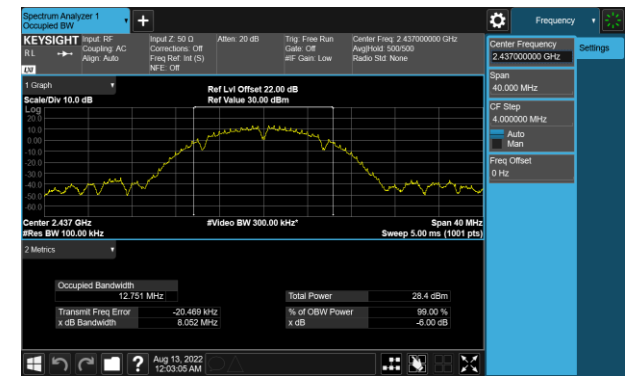 Spectrum Analyzer 1
Occupied BW
Frequency
KEYSIGHT
RL
LXI
Input: RF
Coupling: AC
Align: Auto
Input Z: 50 Ω
Corrections: Off
Freq Ref: Int (S)
NFE: Off
Atten: 20 dB
Trig: Free Run
Gate: Off
#IF Gain: Low
Center Freq: 2.437000000 GHz
Avg|Hold: 500/500
Radio Std: None
1 Graph
Scale/Div 10.0 dB
Ref Lvl Offset 22.00 dB
Ref Value 30.00 dBm
Log
20.0
10.0
0.00
-10.0
-20.0
-30.0
-40.0
-50.0
-60.0
Center 2.437 GHz
#Res BW 100.00 kHz
#Video BW 300.00 kHz*
Span 40 MHz
Sweep 5.00 ms (1001 pts)
2 Metrics
Occupied Bandwidth
12.751 MHz
Transmit Freq Error -20.469 kHz
x dB Bandwidth 8.052 MHz
Total Power 28.4 dBm
% of OBW Power 99.00 %
x dB -6.00 dB
Center Frequency
2.437000000 GHz
Settings
Span
40.000 MHz
CF Step
4.000000 MHz
Auto
Man
Freq Offset
0 Hz
?
Aug 13, 2022
12:03:05 AM